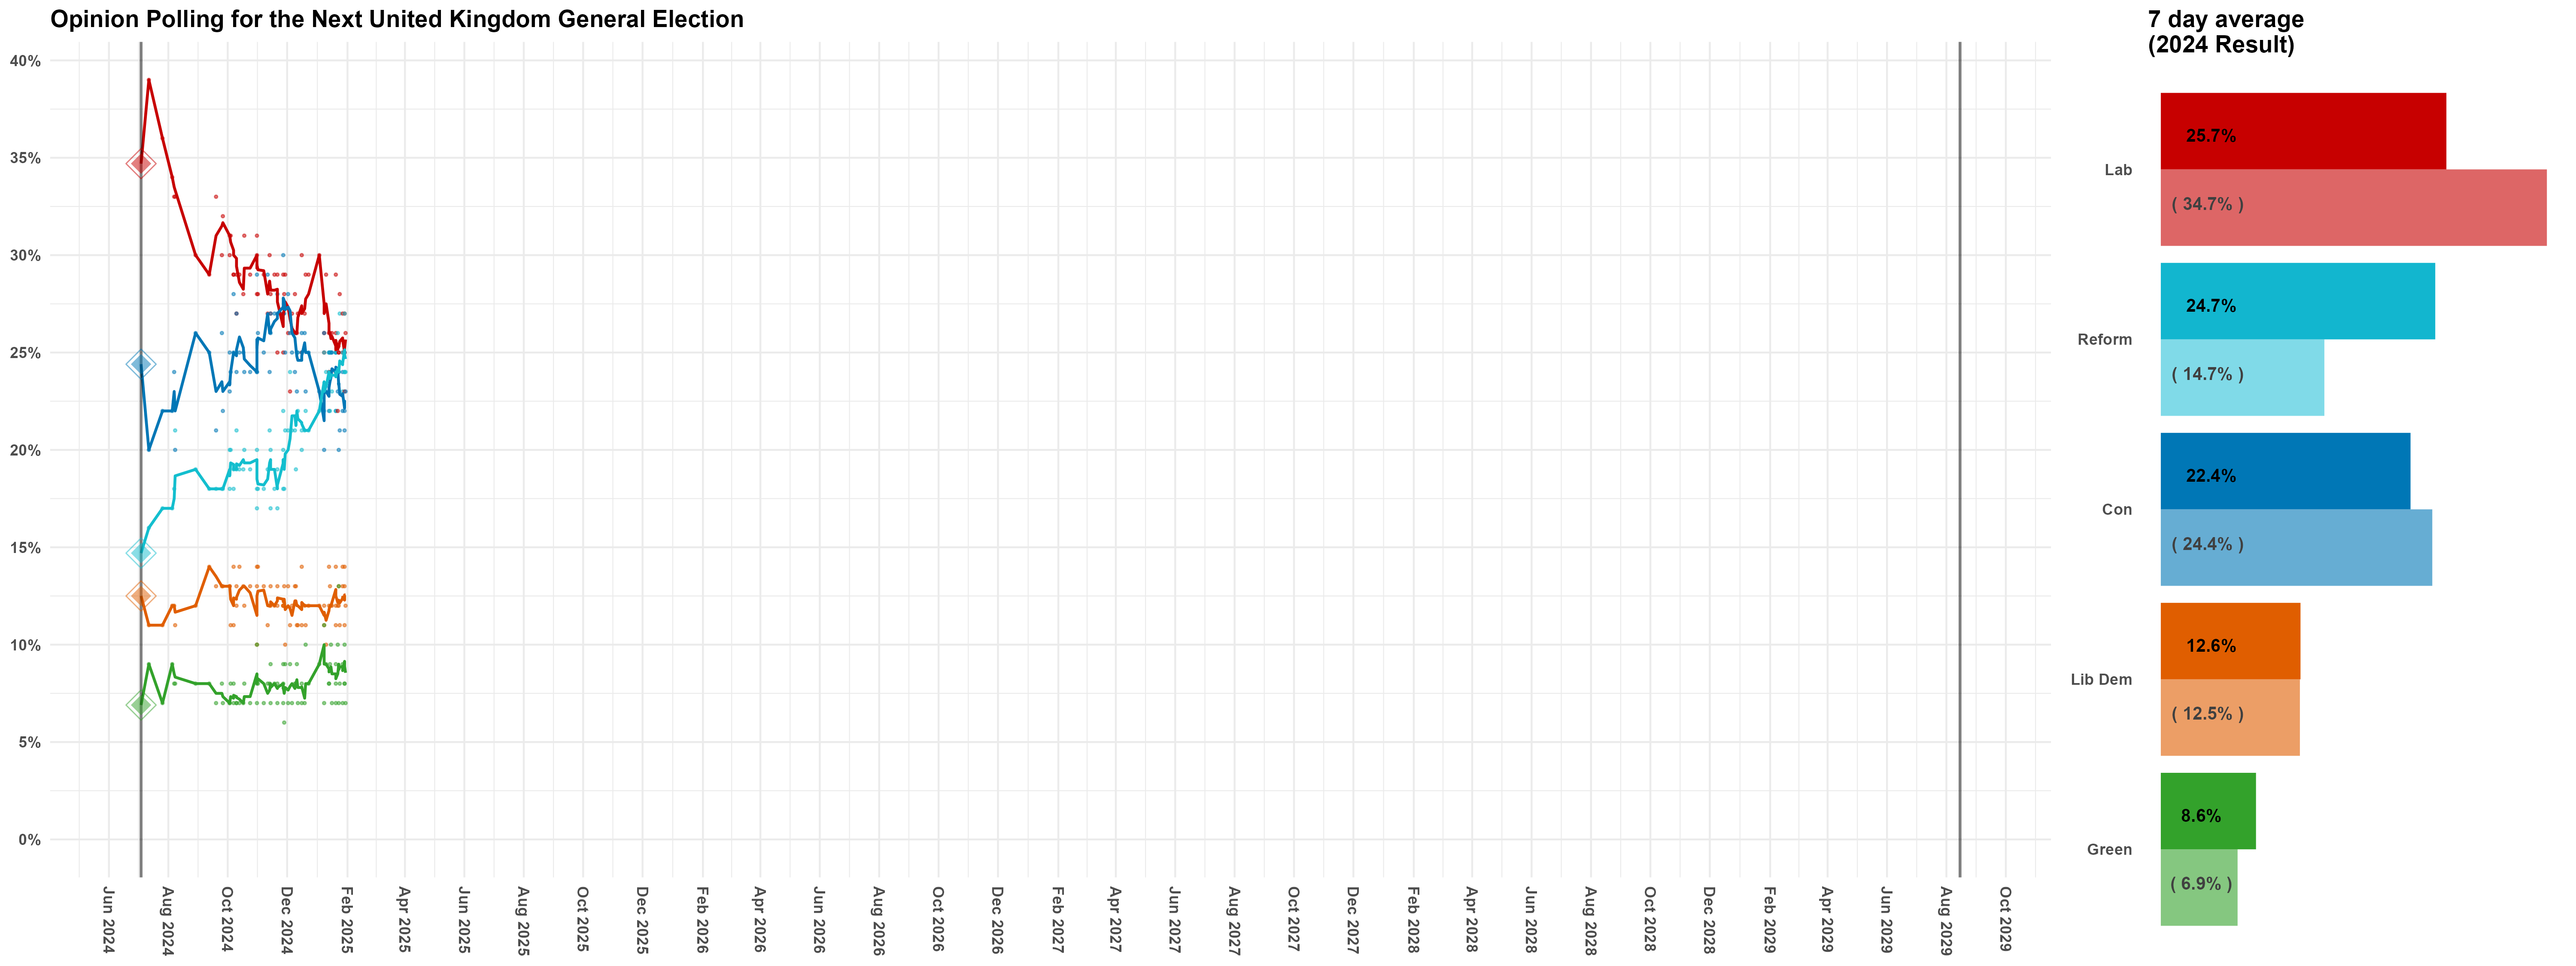 Opinion Polling for the Next United Kingdom General Election
40%
35%
30%
25%
20%
15%
10%
5%
0%
Jun 2024
Aug 2024
Oct 2024
Dec 2024
Feb 2025
Apr 2025
Jun 2025
Aug 2025
Oct 2025
Dec 2025
Feb 2026
Apr 2026
Jun 2026
Aug 2026
Oct 2026
Dec 2026
Feb 2027
Apr 2027
Jun 2027
Aug 2027
Oct 2027
Dec 2027
Feb 2028
Apr 2028
Jun 2028
Aug 2028
Oct 2028
Dec 2028
Feb 2029
Apr 2029
Jun 2029
Aug 2029
Oct 2029
7 day average
(2024 Result)
Lab
25.7%
( 34.7% )
Reform
24.7%
( 14.7% )
Con
22.4%
( 24.4% )
Lib Dem
12.6%
( 12.5% )
Green
8.6%
( 6.9% )